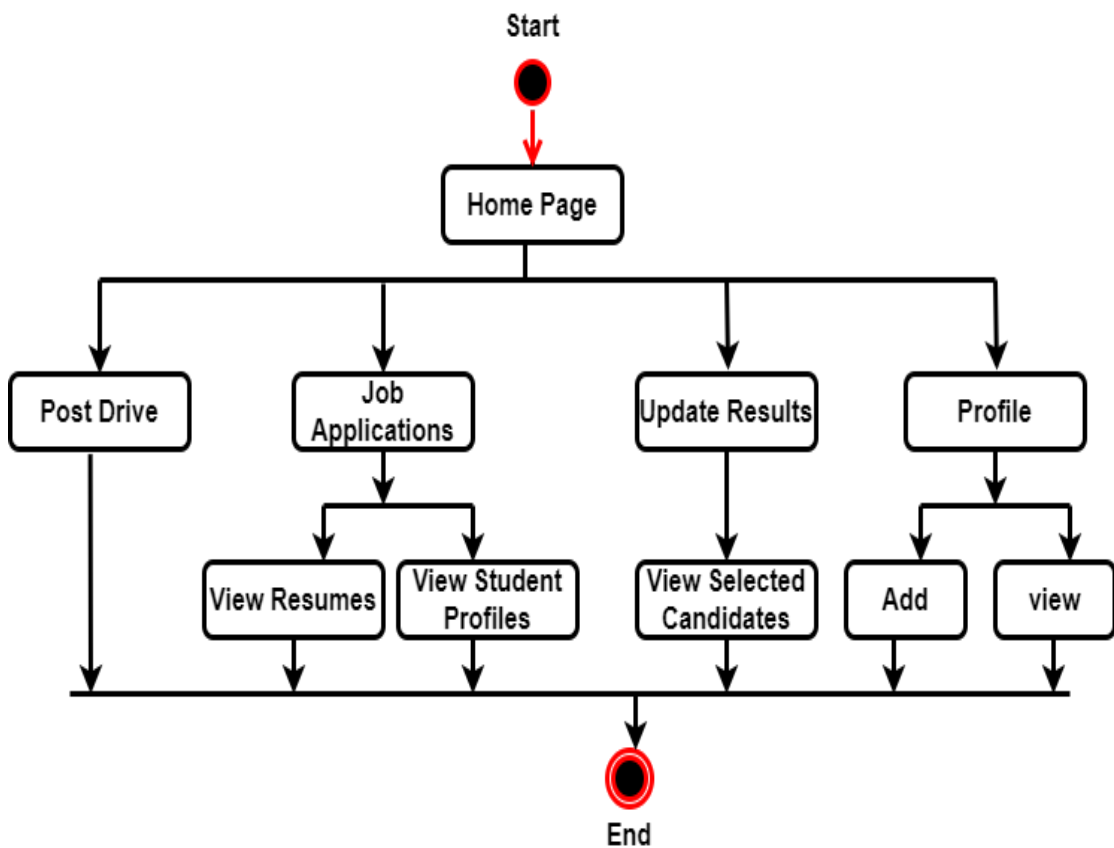 Start
Home Page
Post Drive
Job
Applications
Update Results
Profile
View Resumes
View Student
Profiles
View Selected
Candidates
Add
view
End